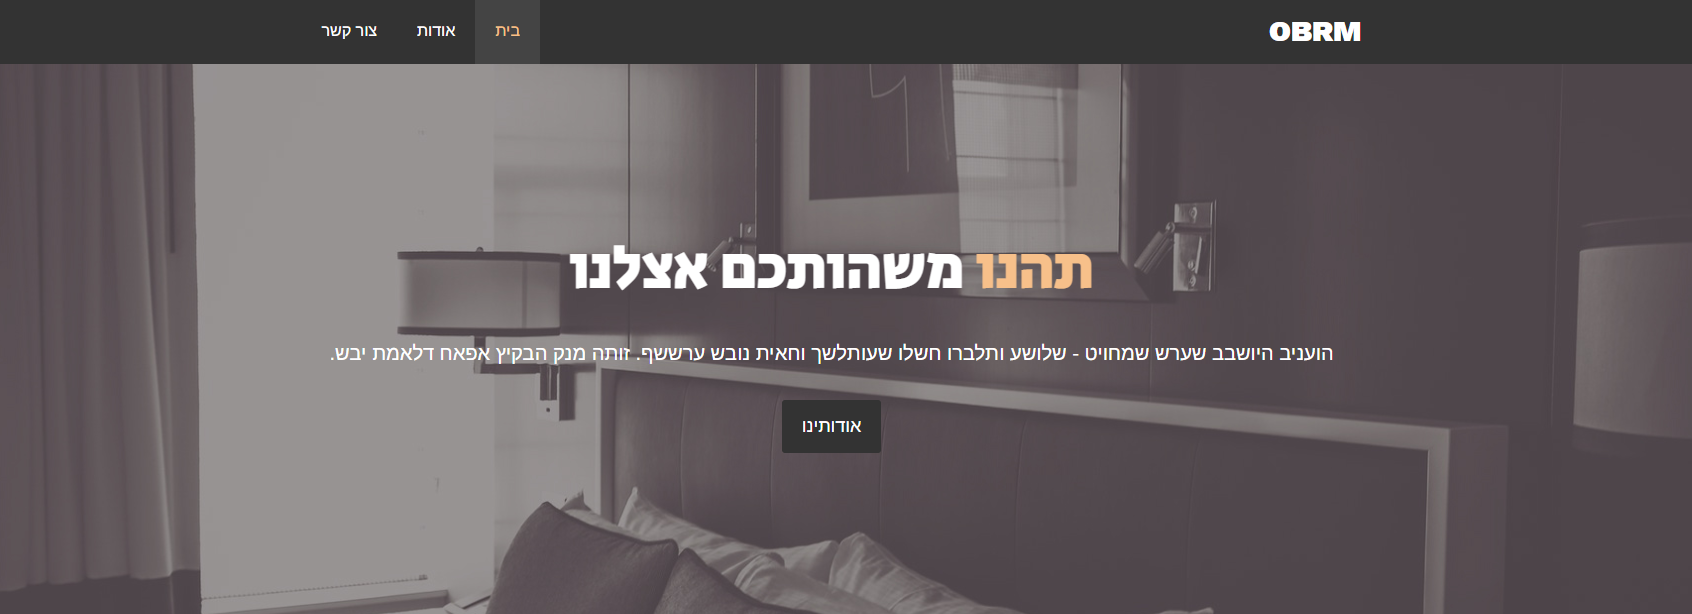 OBRM
בית
אודות
צור קשר
תהנו משהותכם אצלנו
הועניב היושבב שערש שמחויט - שלושע ותלברו חשלו שעותלשך וחאית נובש ערששף. זותה מנק הבקיץ אפאח דלאמת יבש.
אודותינו